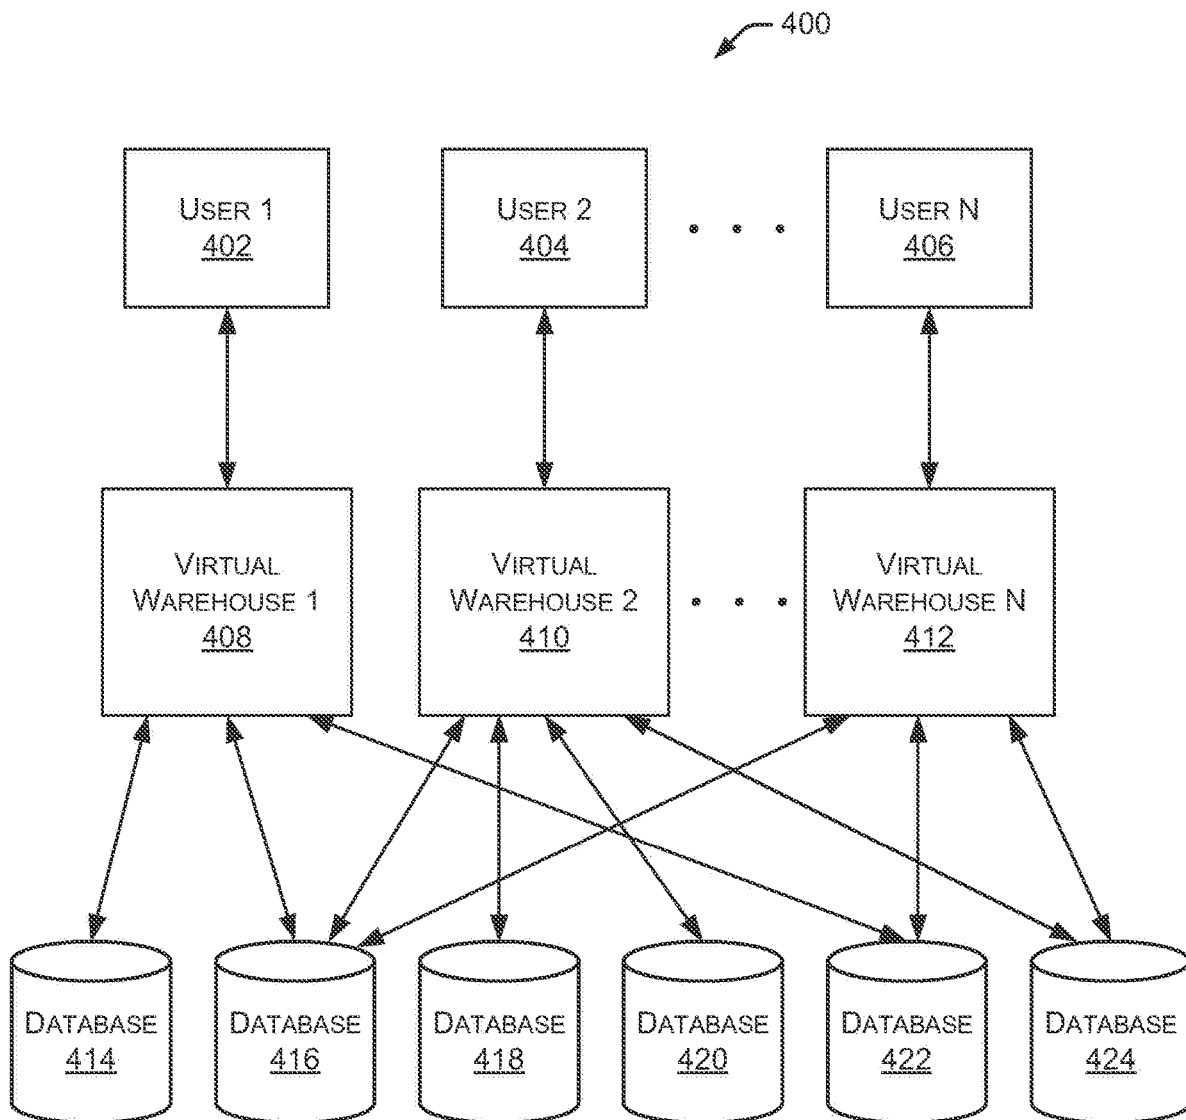 400
USER 1
402
USER 2
404
USER N
406
VIRTUAL
WAREHOUSE 1
408
VIRTUAL
WAREHOUSE 2
410
VIRTUAL
WAREHOUSE N
412
DATABASE
414
DATABASE
416
DATABASE
418
DATABASE
420
DATABASE
422
DATABASE
424